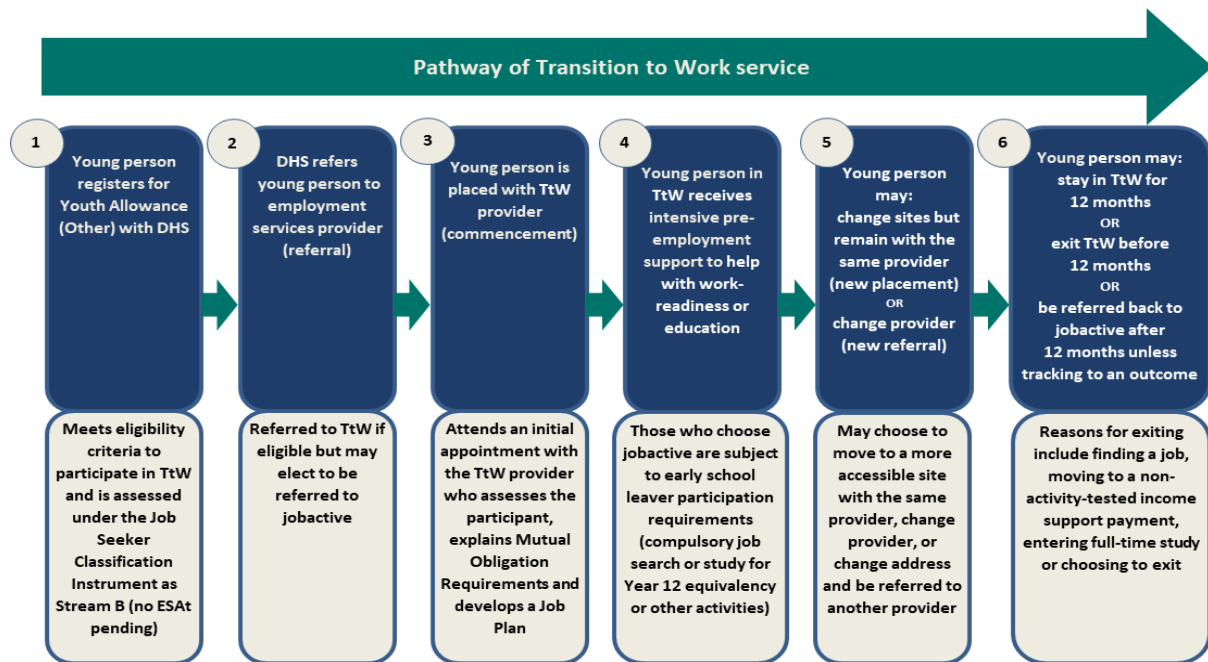 Pathway of Transition to Work service
1
Young person
registers for
Youth Allowance
(Other) with DHS
Meets eligibility
criteria to
participate in TtW
and is assessed
under the Job
Seeker
Classification
Instrument as
Stream B (no ESAt
pending)
2
DHS refers
young person to
employment
services provider
(referral)
Referred to TtW if
eligible but may
elect to be
referred to
jobactive
3
Young person is
placed with TtW
provider
(commencement)
Attends an initial
appointment with
the TtW provider
who assesses the
participant,
explains Mutual
Obligation
Requirements and
develops a Job
Plan
4
Young person in
TtW receives
intensive pre-
employment
support to help
with work-
readiness or
education
Those who choose
jobactive are subject
to early school
leaver participation
requirements
(compulsory job
search or study for
Year 12 equivalency
or other activities)
5
Young person
may:
change sites but
remain with the
same provider
(new placement)
OR
change provider
(new referral)
May choose to
move to a more
accessible site
with the same
provider, change
provider, or
change address
and be referred to
another provider
6
Young person may:
stay in TtW for
12 months
OR
exit TtW before
12 months
OR
be referred back to
jobactive after
12 months unless
tracking to an outcome
Reasons for exiting
include finding a job,
moving to a non-
activity-tested income
support payment,
entering full-time study
or choosing to exit